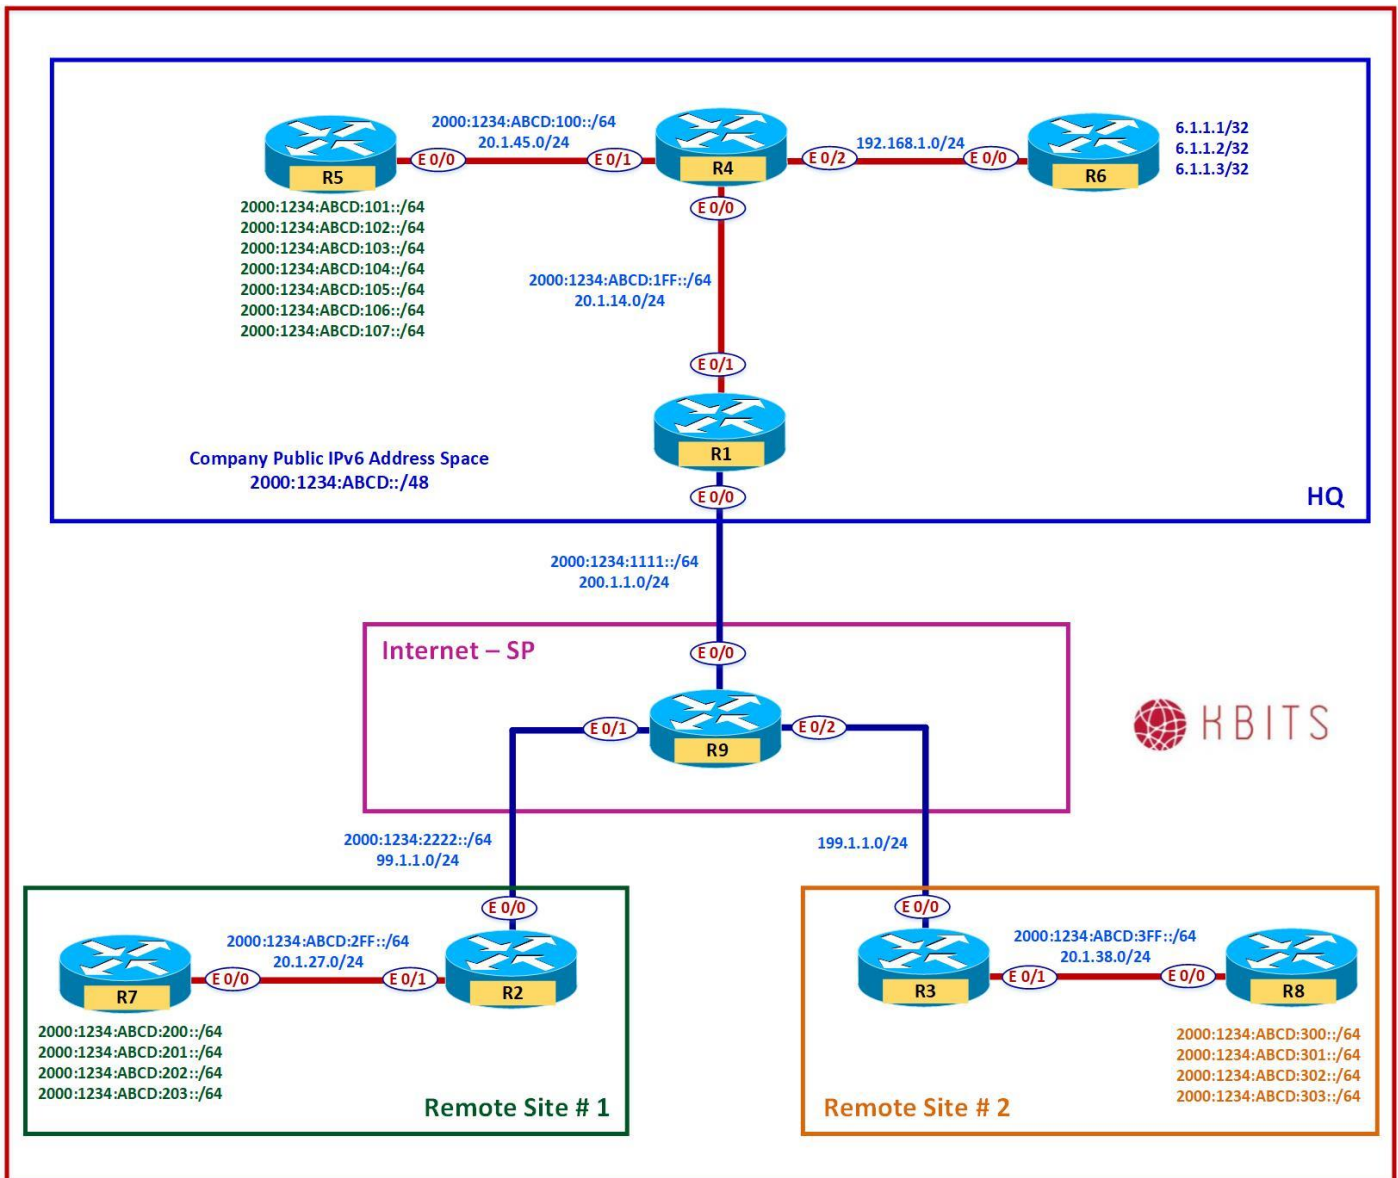 2000:1234:ABCD:100::/64
20.1.45.0/24
E 0/0
E 0/1
R5
R4
E 0/2
192.168.1.0/24
E 0/0
R6
6.1.1.1/32
6.1.1.2/32
6.1.1.3/32
E 0/0
2000:1234:ABCD:101::/64
2000:1234:ABCD:102::/64
2000:1234:ABCD:103::/64
2000:1234:ABCD:104::/64
2000:1234:ABCD:105::/64
2000:1234:ABCD:106::/64
2000:1234:ABCD:107::/64
2000:1234:ABCD:1FF::/64
20.1.14.0/24
E 0/1
R1
E 0/0
Company Public IPv6 Address Space
2000:1234:ABCD::/48
HQ
2000:1234:1111::/64
200.1.1.0/24
Internet – SP
E 0/0
E 0/1
R9
E 0/2
KBITS
2000:1234:2222::/64
99.1.1.0/24
199.1.1.0/24
E 0/0
2000:1234:ABCD:2FF::/64
20.1.27.0/24
R7
E 0/0
E 0/1
R2
2000:1234:ABCD:200::/64
2000:1234:ABCD:201::/64
2000:1234:ABCD:202::/64
2000:1234:ABCD:203::/64
Remote Site # 1
E 0/0
2000:1234:ABCD:3FF::/64
20.1.38.0/24
R3
E 0/1
E 0/0
R8
2000:1234:ABCD:300::/64
2000:1234:ABCD:301::/64
2000:1234:ABCD:302::/64
2000:1234:ABCD:303::/64
Remote Site # 2